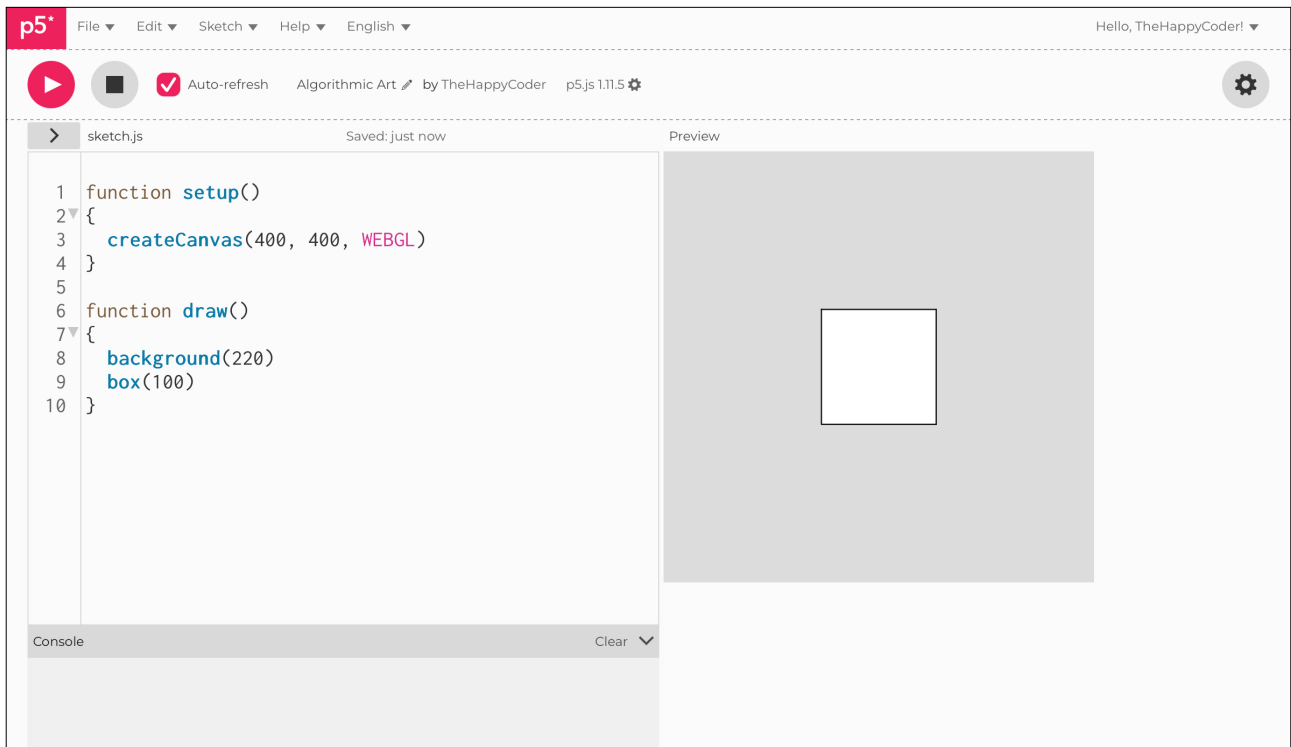 p5* File Edit Sketch Help English Hello, TheHappyCoder!
Auto-refresh Algorithmic Art by TheHappyCoder p5.js 1.11.5
sketch.js Saved: just now Preview
1 function setup()
2 {
3 createCanvas(400, 400, WEBGL)
4 }
5
6 function draw()
7 {
8 background(220)
9 box(100)
10 }
Console Clear